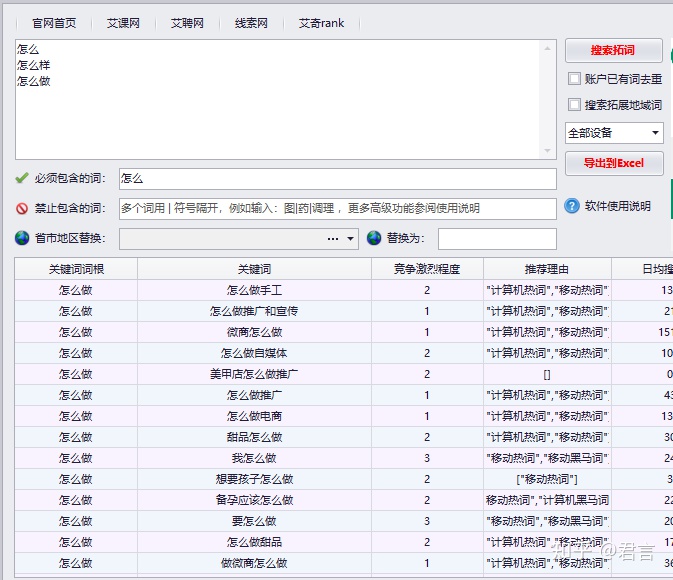 官网首页 艾课网 艾聘网 线索网 艾奇rank
怎么
怎么样
怎么做
搜索拓词
账户已有词去重
搜索拓展地域词
全部设备
导出到Excel
必须包含的词： 怎么
禁止包含的词： 多个词用 | 符号隔开，例如输入：图|药|调理 ，更多高级功能参阅使用说明
软件使用说明
首市地区替换： ... 替换为：
关键词词根 关键词 竞争激烈程度 推荐理由 日均搜
怎么做 怎么做手工 2 "计算机热词","移动热词" 13
怎么做 怎么做推广和宣传 1 "计算机热词","移动热词" 21
怎么做 微商怎么做 1 "计算机热词","移动热词" 151
怎么做 怎么做自媒体 2 "计算机热词","移动热词" 10
怎么做 美甲店怎么做推广 2 [] 0
怎么做 怎么做推广 1 "计算机热词","移动热词" 43
怎么做 怎么做电商 1 "计算机热词","移动热词" 13
怎么做 甜品怎么做 2 "计算机热词","移动热词" 30
怎么做 我怎么做 3 "移动热词","移动黑马词" 24
怎么做 想要孩子怎么做 2 ["移动热词"] 3
怎么做 备孕应该怎么做 2 移动热词","计算机黑马词 22
怎么做 要怎么做 3 "移动热词","移动黑马词" 20
怎么做 怎么做甜品 2 "计算机热词","移动热词" 17
怎么做 做微商怎么做 1 "计算机热词","移动热词" 36
知乎 @君言